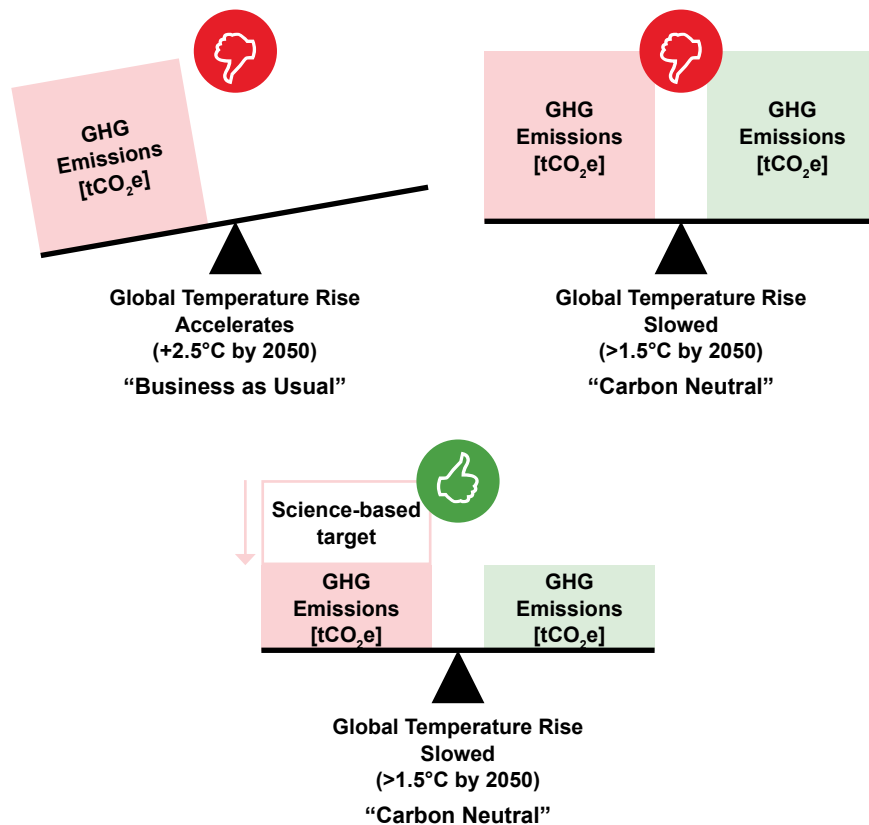 GHG
Emissions
[tCO₂e]
Global Temperature Rise
Accelerates
(+2.5°C by 2050)
“Business as Usual”
GHG
Emissions
[tCO₂e]
GHG
Emissions
[tCO₂e]
Global Temperature Rise
Slowed
(>1.5°C by 2050)
“Carbon Neutral”
Science-based
target
GHG
Emissions
[tCO₂e]
GHG
Emissions
[tCO₂e]
Global Temperature Rise
Slowed
(>1.5°C by 2050)
“Carbon Neutral”